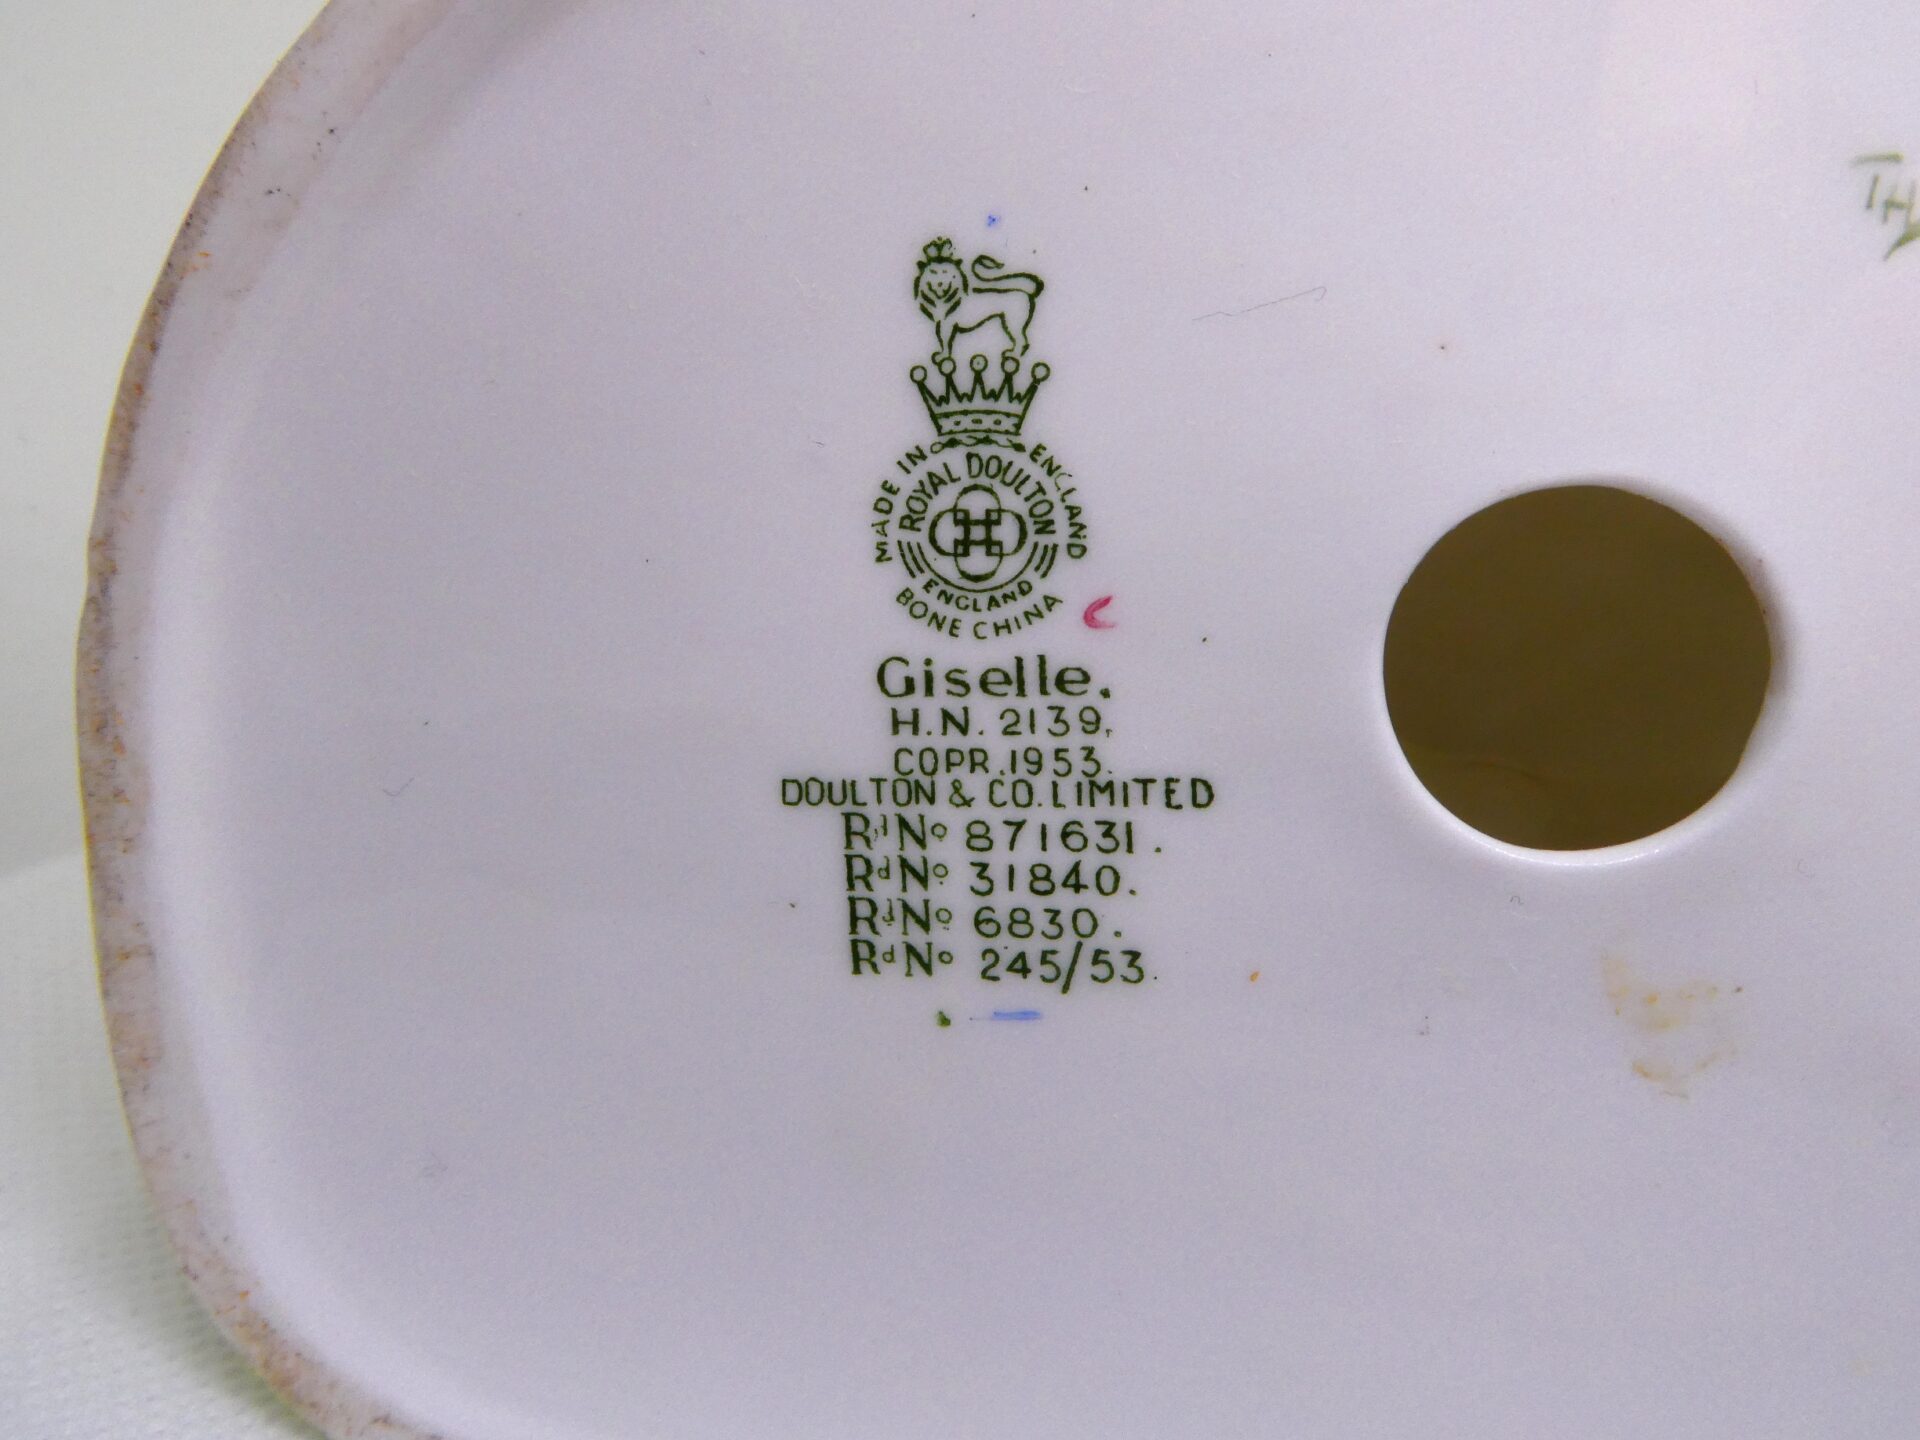 MADE IN ENGLAND
ROYAL DOULTON
ENGLAND
BONE CHINA
Giselle.
H.N. 2139.
COPR. 1953.
DOULTON & CO. LIMITED
Rd No 871631.
Rd No 31840.
Rd No 6830.
Rd No 245/53.